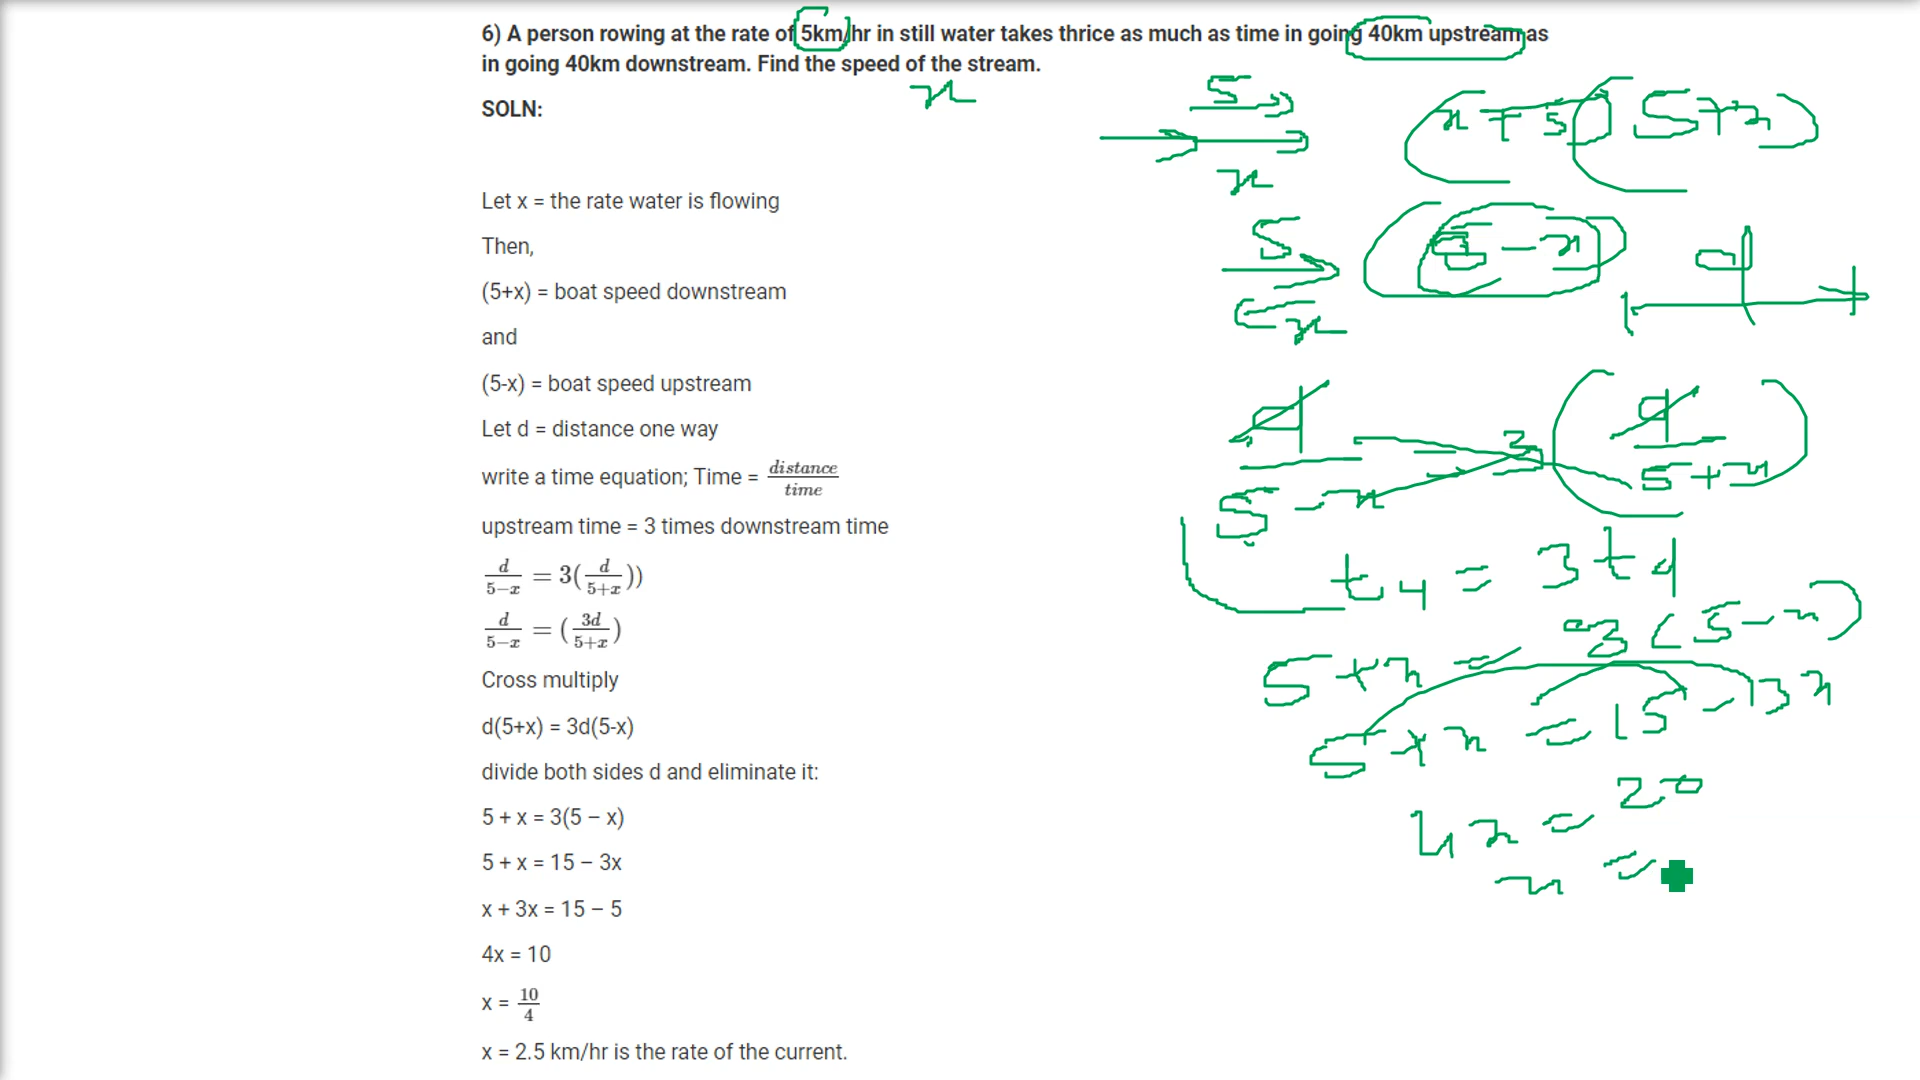 6) A person rowing at the rate of 5km/hr in still water takes thrice as much as time in going 40km upstream as
in going 40km downstream. Find the speed of the stream.
x
SOLN:
Let x = the rate water is flowing
Then,
(5+x) = boat speed downstream
and
(5-x) = boat speed upstream
Let d = distance one way
write a time equation; Time = distance/time
upstream time = 3 times downstream time
d/5−x = 3(d/5+x))
d/5−x = (3d/5+x)
Cross multiply
d(5+x) = 3d(5-x)
divide both sides d and eliminate it:
5 + x = 3(5 − x)
5 + x = 15 − 3x
x + 3x = 15 − 5
4x = 10
x = 10/4
x = 2.5 km/hr is the rate of the current.
5
x
(x+5) (5+x)
5
x
(5-x)
d
d/5-x = 3(d/5+x)
tu = 3td
5+x = 3(5-x)
5+x = 15-3x
4x = 20
x =